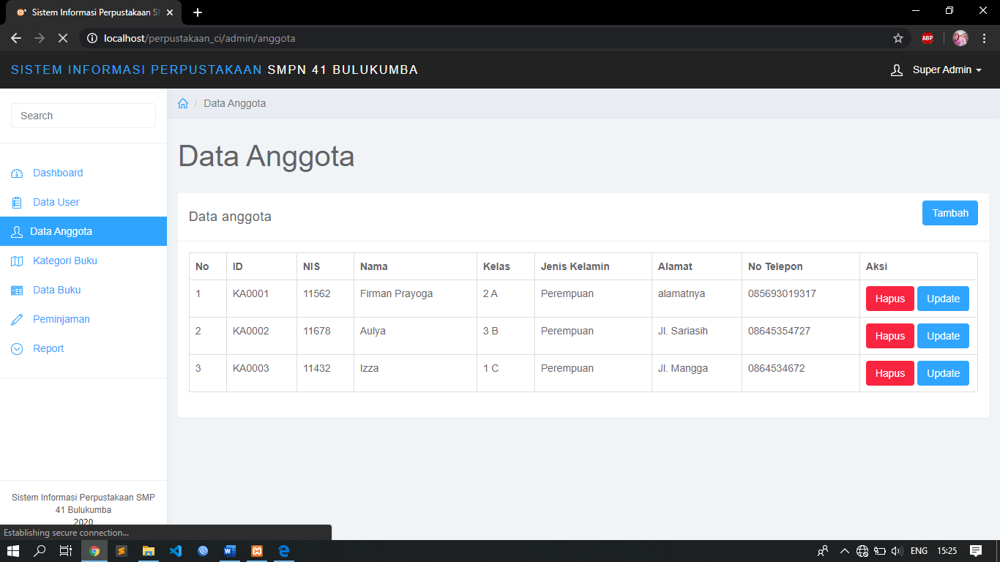 Sistem Informasi Perpustakaan S
localhost/perpustakaan_ci/admin/anggota
ABP
SISTEM INFORMASI PERPUSTAKAAN SMPN 41 BULUKUMBA
Super Admin
Search
/ Data Anggota
Dashboard
Data User
Data Anggota
Kategori Buku
Data Buku
Peminjaman
Report
Data Anggota
Data anggota
Tambah
No ID NIS Nama Kelas Jenis Kelamin Alamat No Telepon Aksi
1 KA0001 11562 Firman Prayoga 2 A Perempuan alamatnya 085693019317 Hapus Update
2 KA0002 11678 Aulya 3 B Perempuan Jl. Sariasih 08645354727 Hapus Update
3 KA0003 11432 Izza 1 C Perempuan Jl. Mangga 0864534672 Hapus Update
Sistem Informasi Perpustakaan SMP
41 Bulukumba
2020
Establishing secure connection...
ENG 15:25